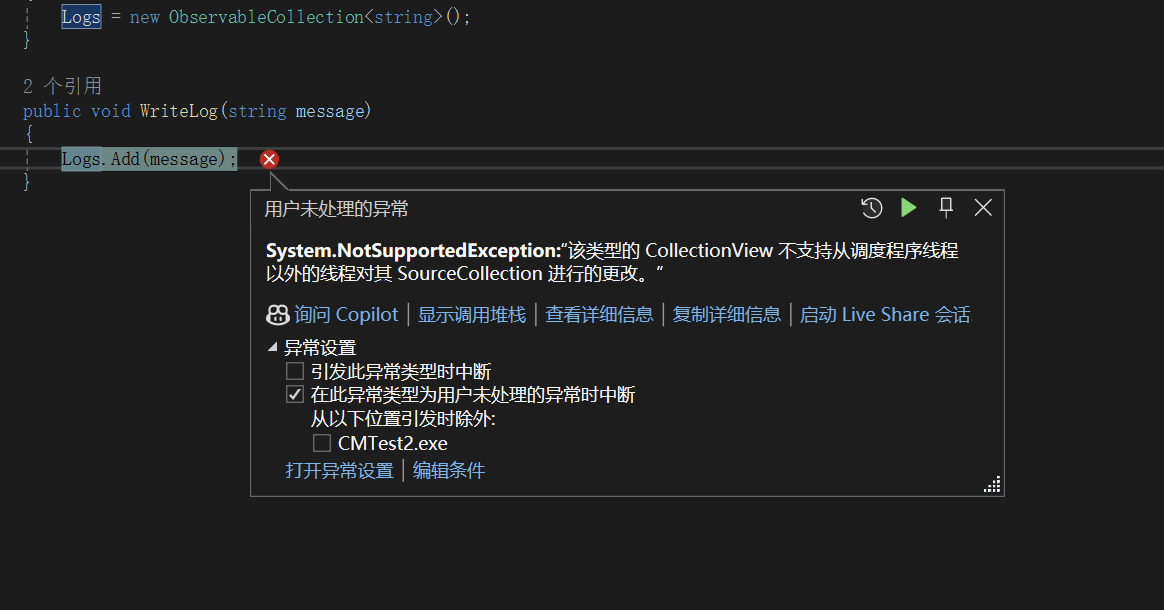 Logs = new ObservableCollection<string>();
}
2 个引用
public void WriteLog(string message)
{
Logs.Add(message);
}
用户未处理的异常
System.NotSupportedException:“该类型的 CollectionView 不支持从调度程序线程
以外的线程对其 SourceCollection 进行的更改。”
询问 Copilot | 显示调用堆栈 | 查看详细信息 | 复制详细信息 | 启动 Live Share 会话
异常设置
引发此异常类型时中断
在此异常类型为用户未处理的异常时中断
从以下位置引发时除外:
CMTest2.exe
打开异常设置 | 编辑条件